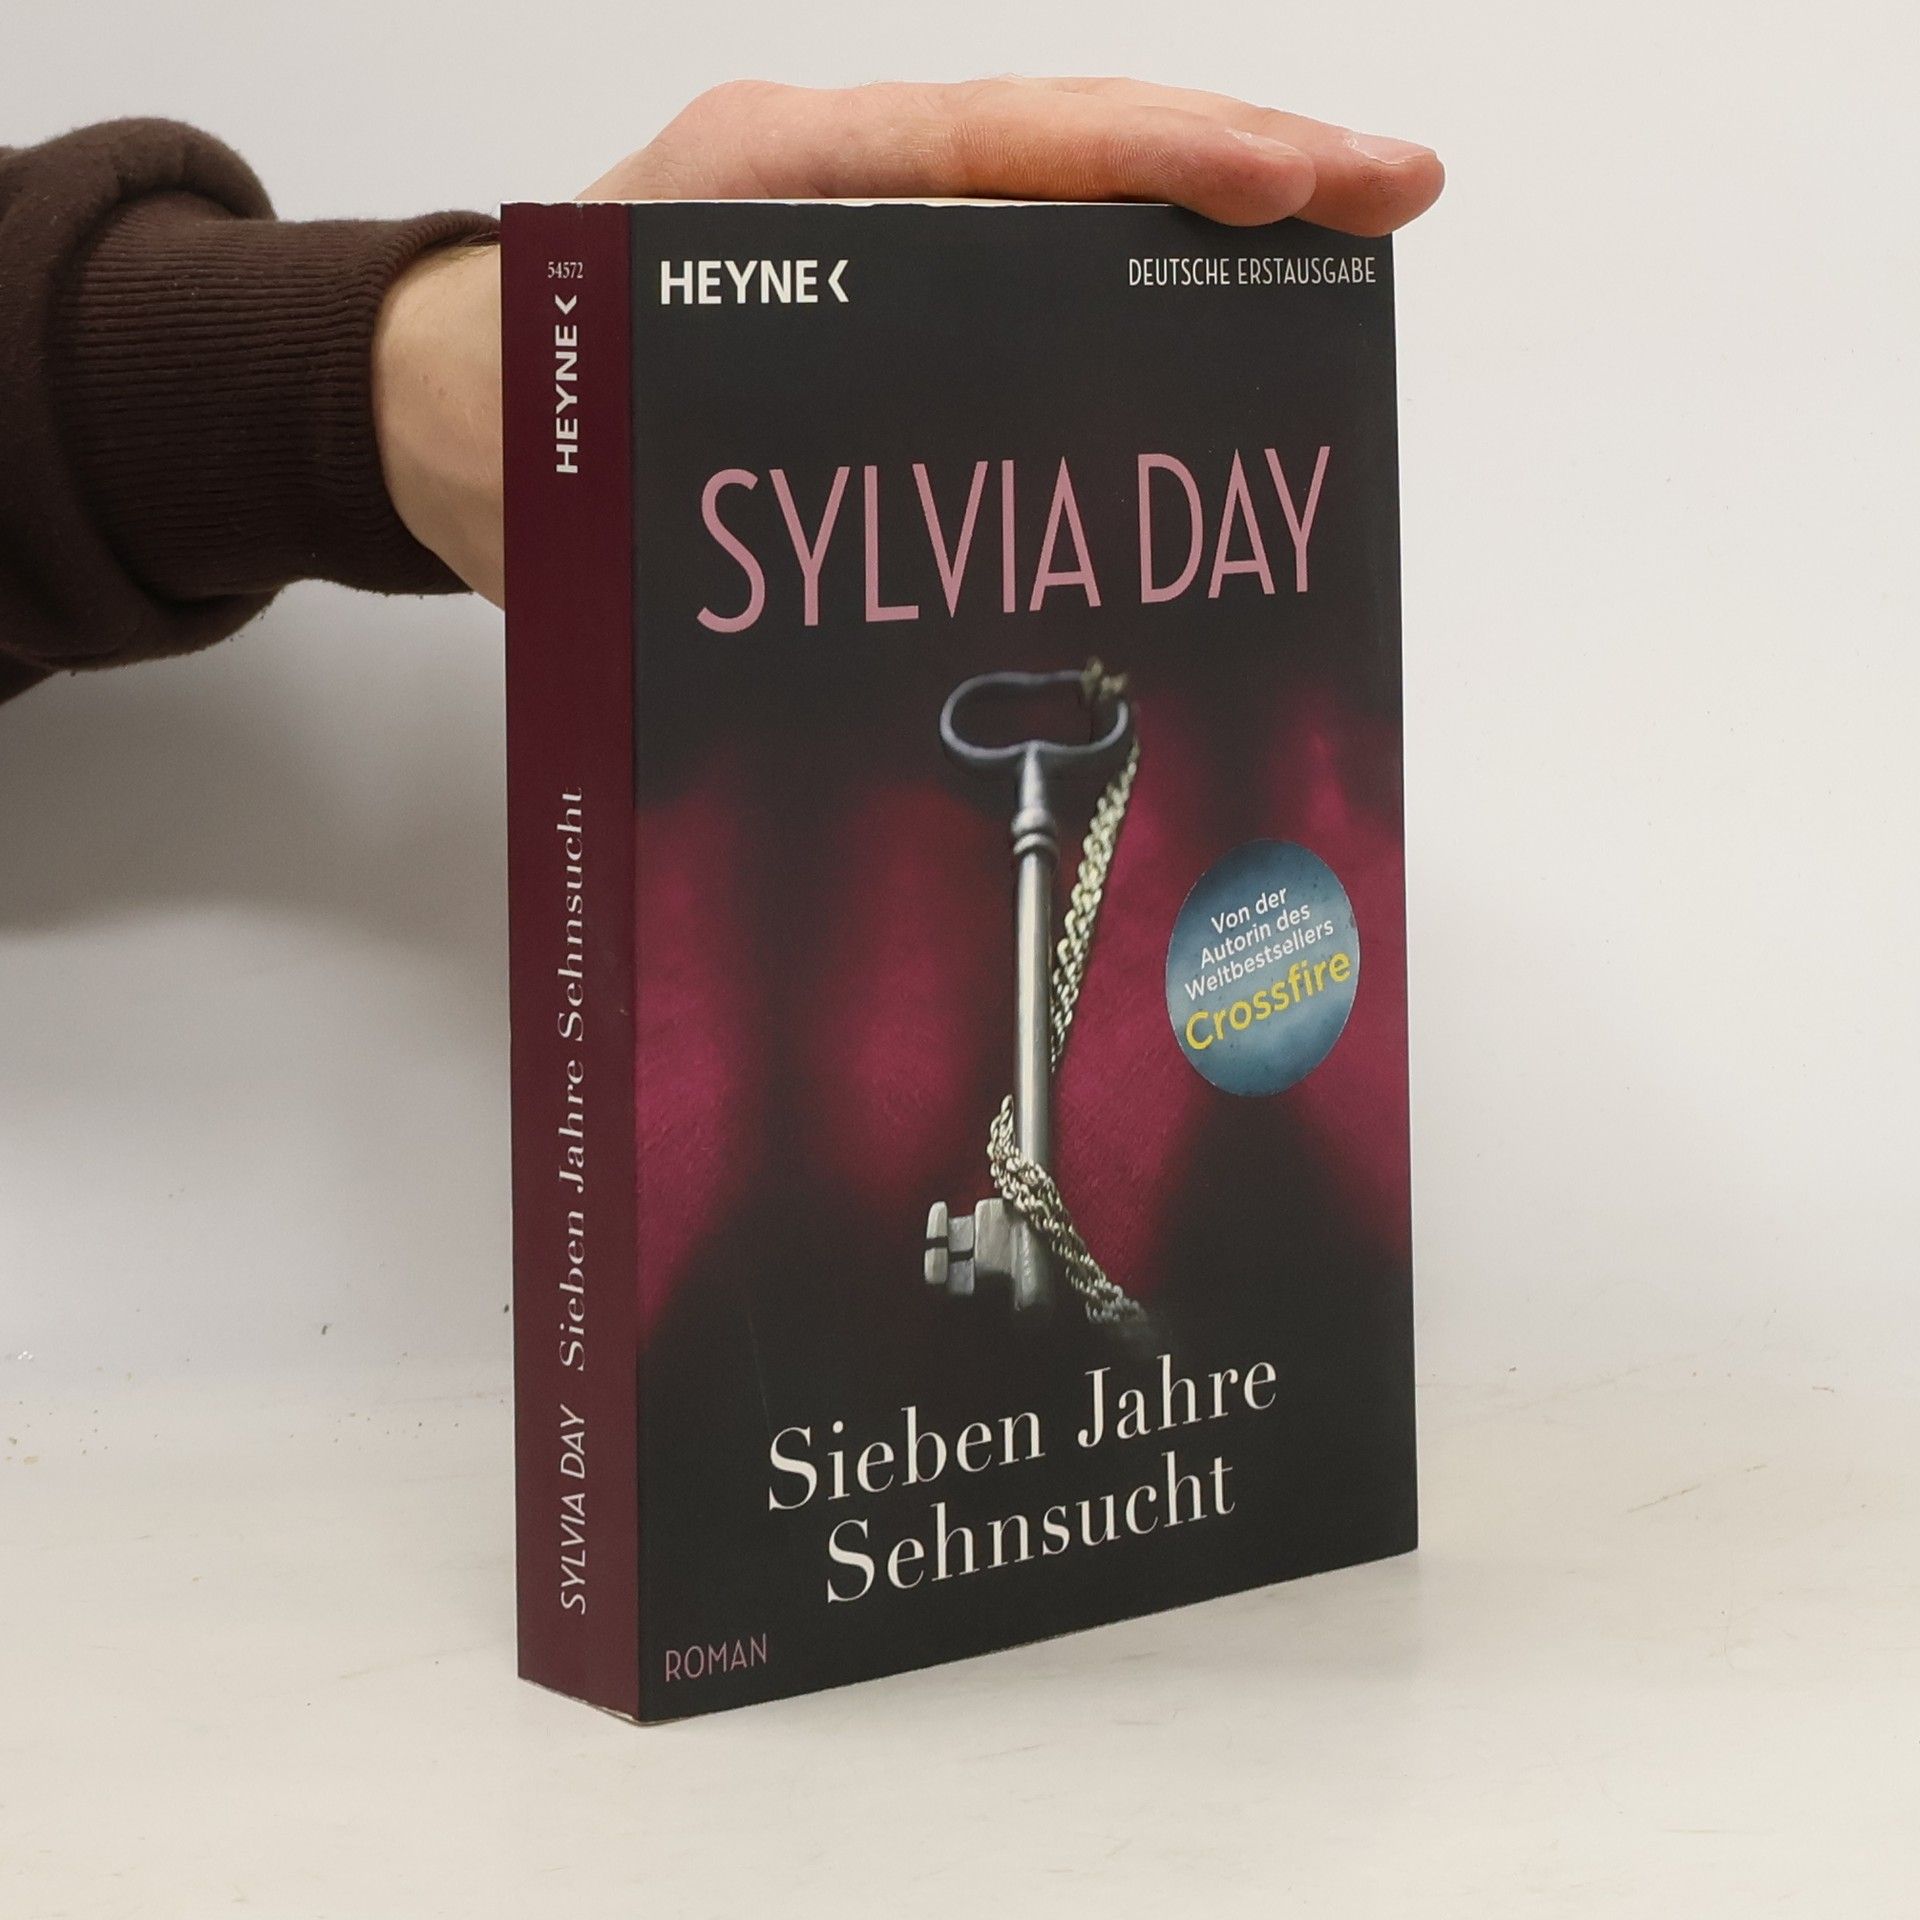 54572
HEYNE
SYLVIA DAY Sieben Jahre Sehnsucht
HEYNE
DEUTSCHE ERSTAUSGABE
SYLVIA DAY
Von der
Autorin des
Weltbestsellers
Crossfire
Sieben Jahre
Sehnsucht
ROMAN